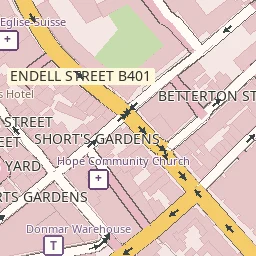 Eglise-Suisse
ENDELL STREET B401
s Hotel
BETTERTON ST
STREET
SHORT'S GARDENS
EET
Hope Community Church
YARD
RTS GARDENS
Donmar Warehouse
T